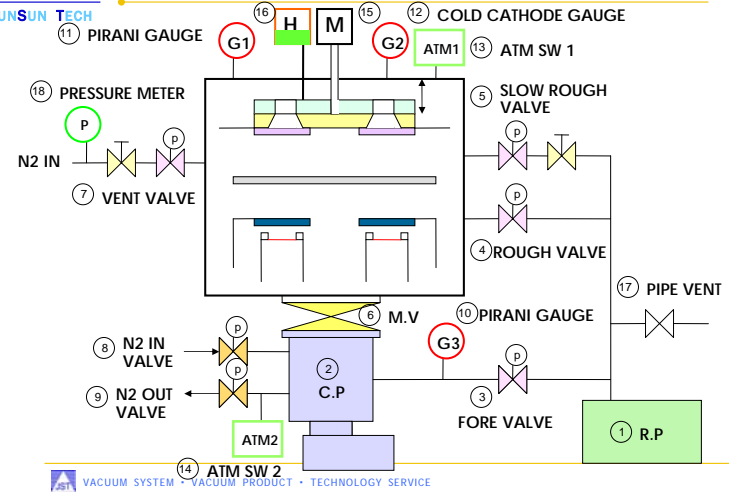 UNSUN TECH
16
H
M
15
12
COLD CATHODE GAUGE
11
PIRANI GAUGE
G1
G2
ATM1
13
ATM SW 1
18
PRESSURE METER
5
SLOW ROUGH
VALVE
P
p
p
N2 IN
7
VENT VALVE
p
4
ROUGH VALVE
17
PIPE VENT
6
M.V
10
PIRANI GAUGE
8
N2 IN
VALVE
p
G3
p
2
C.P
9
N2 OUT
VALVE
p
3
FORE VALVE
1
R.P
ATM2
14
ATM SW 2
JST
VACUUM SYSTEM • VACUUM PRODUCT • TECHNOLOGY SERVICE